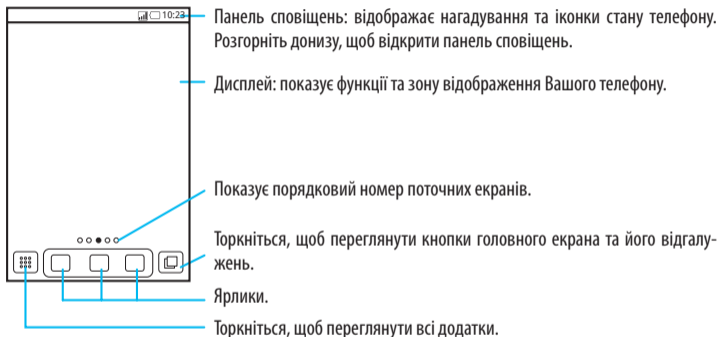 10:23
Панель сповіщень: відображає нагадування та іконки стану телефону.
Розгорніть донизу, щоб відкрити панель сповіщень.
Дисплей: показує функції та зону відображення Вашого телефону.
Показує порядковий номер поточних екранів.
Торкніться, щоб переглянути кнопки головного екрана та його відгалу-
жень.
Ярлики.
Торкніться, щоб переглянути всі додатки.